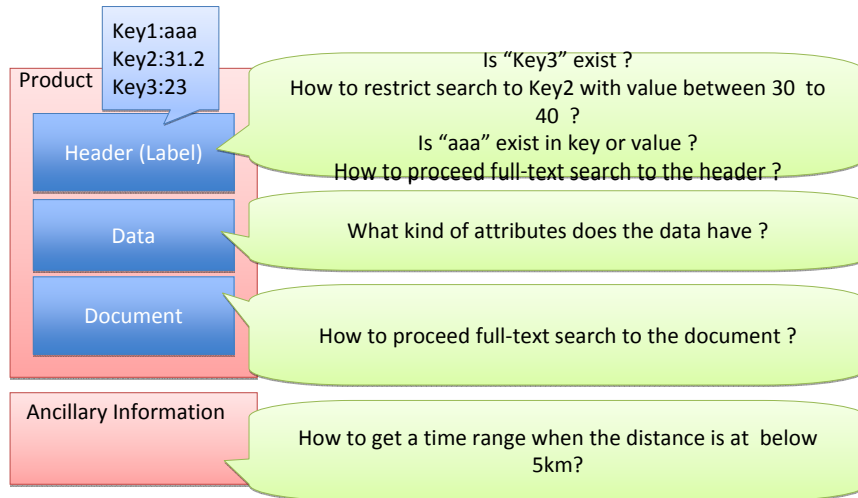 Key1:aaa
Key2:31.2
Key3:23
Product
Header (Label)
Data
Document
Ancillary Information
Is “Key3” exist ?
How to restrict search to Key2 with value between 30 to
40 ?
Is “aaa” exist in key or value ?
How to proceed full-text search to the header ?
What kind of attributes does the data have ?
How to proceed full-text search to the document ?
How to get a time range when the distance is at below
5km?